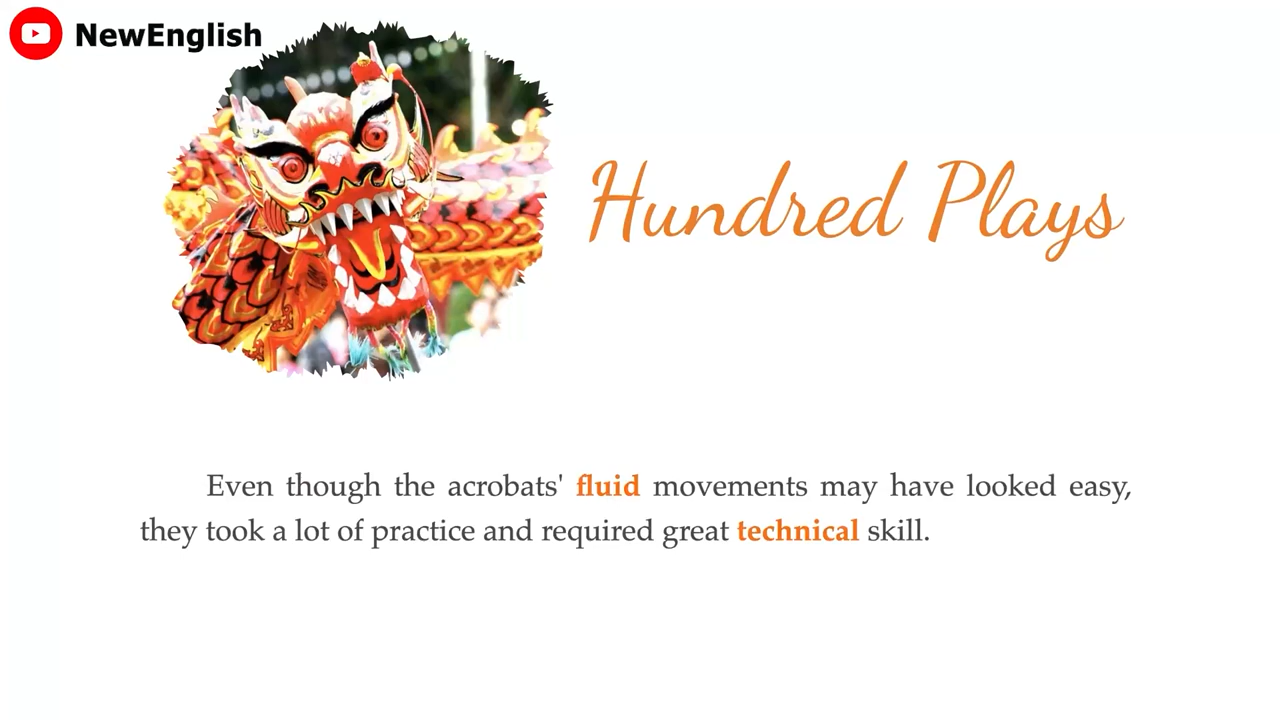 NewEnglish
Hundred Plays
Even though the acrobats' fluid movements may have looked easy,
they took a lot of practice and required great technical skill.